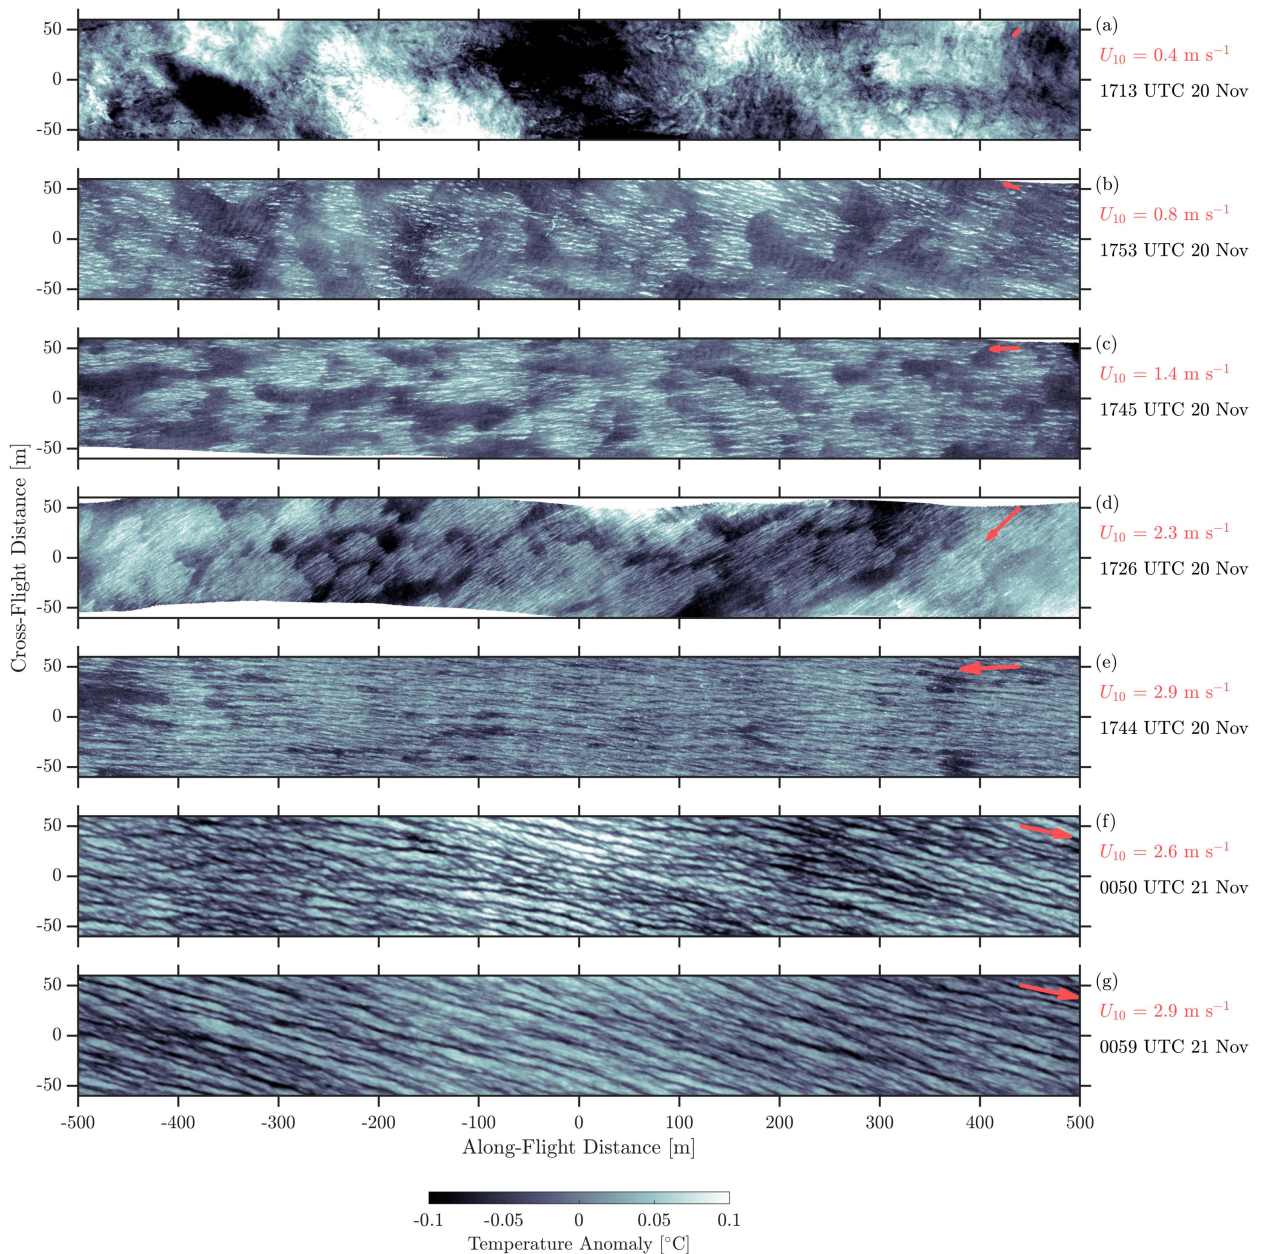 Cross-Flight Distance [m]
50
0
-50
(a)
U₁₀ = 0.4 m s⁻¹
1713 UTC 20 Nov
50
0
-50
(b)
U₁₀ = 0.8 m s⁻¹
1753 UTC 20 Nov
50
0
-50
(c)
U₁₀ = 1.4 m s⁻¹
1745 UTC 20 Nov
50
0
-50
(d)
U₁₀ = 2.3 m s⁻¹
1726 UTC 20 Nov
50
0
-50
(e)
U₁₀ = 2.9 m s⁻¹
1744 UTC 20 Nov
50
0
-50
(f)
U₁₀ = 2.6 m s⁻¹
0050 UTC 21 Nov
50
0
-50
(g)
U₁₀ = 2.9 m s⁻¹
0059 UTC 21 Nov
-500 -400 -300 -200 -100 0 100 200 300 400 500
Along-Flight Distance [m]
-0.1 -0.05 0 0.05 0.1
Temperature Anomaly [°C]